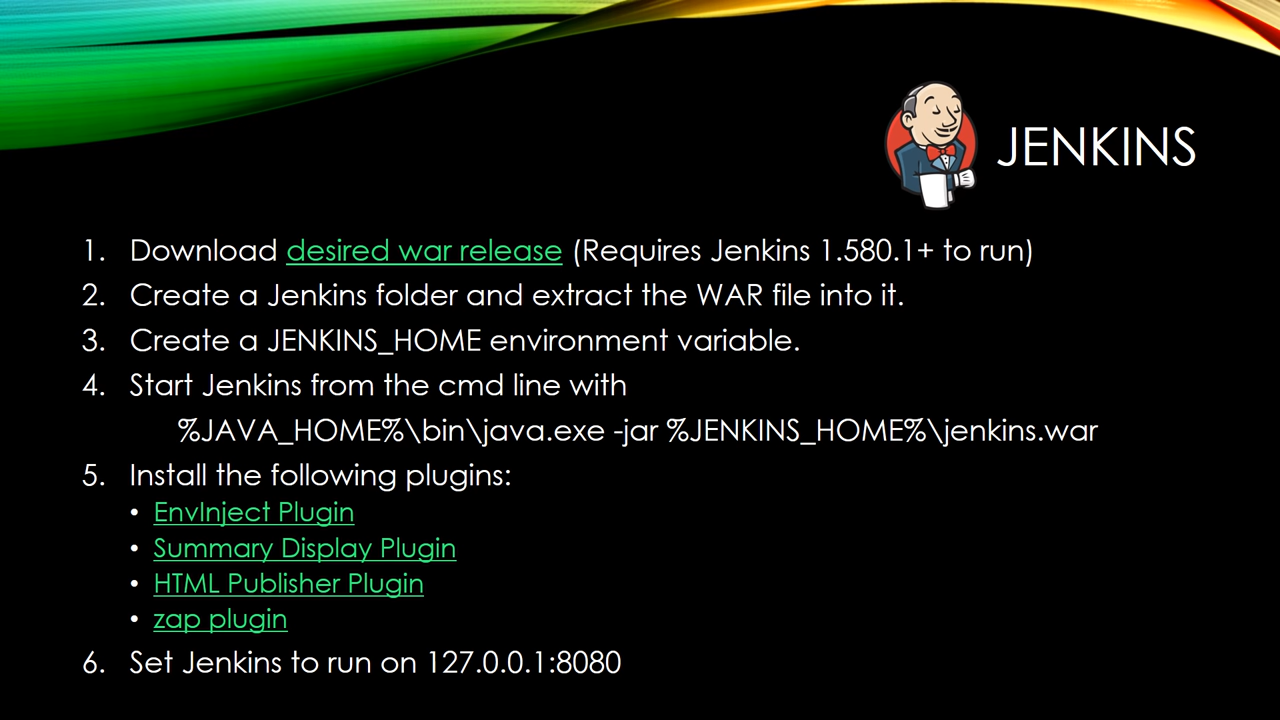 JENKINS
1. Download desired war release (Requires Jenkins 1.580.1+ to run)
2. Create a Jenkins folder and extract the WAR file into it.
3. Create a JENKINS_HOME environment variable.
4. Start Jenkins from the cmd line with
%JAVA_HOME%\bin\java.exe -jar %JENKINS_HOME%\jenkins.war
5. Install the following plugins:
• EnvInject Plugin
• Summary Display Plugin
• HTML Publisher Plugin
• zap plugin
6. Set Jenkins to run on 127.0.0.1:8080